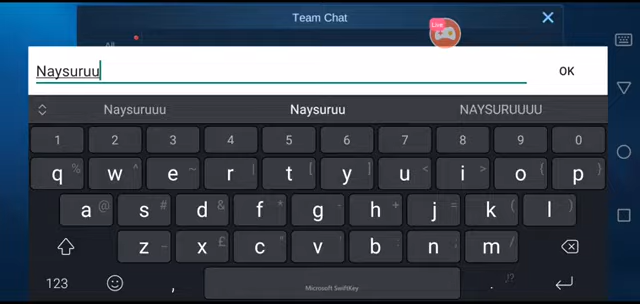 Team Chat
Live
All
Naysuruu
OK
Naysuruuu Naysuruu NAYSURUUUU
1 2 3 4 5 6 7 8 9 0
q % w ^ e ~ r | t [ y ] u < i > o { p }
a @ s # d & f * g - h + j = k ( l )
z x £ c " v b n m
123 , Microsoft SwiftKey . ,!?